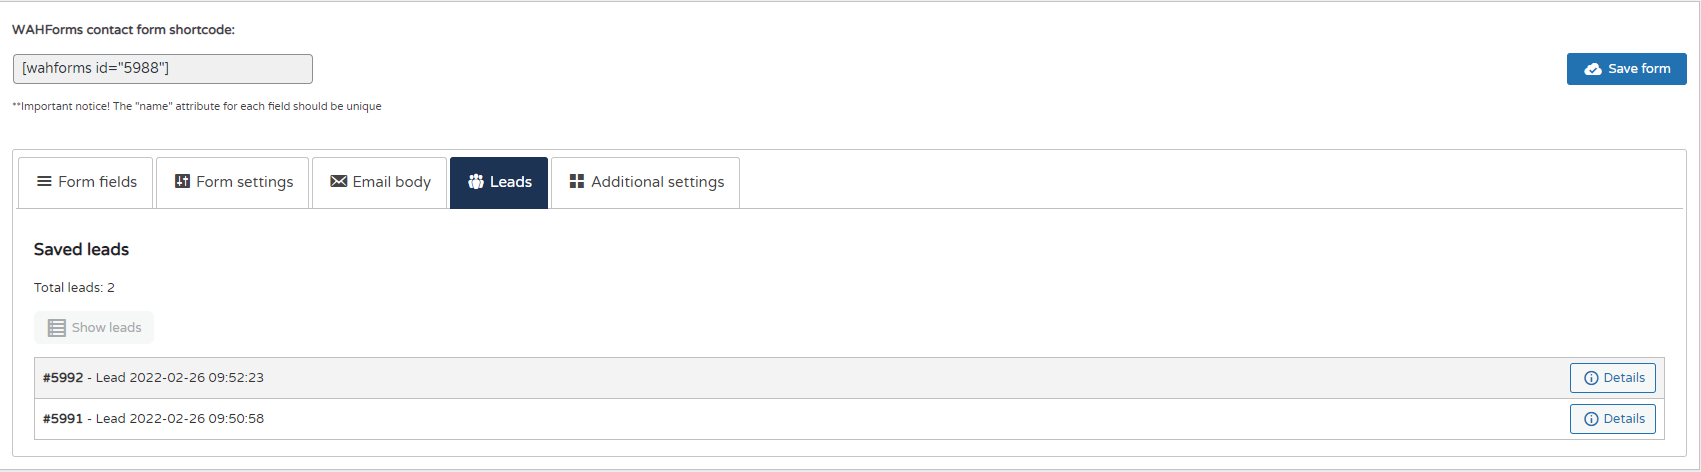 WAHForms contact form shortcode:
[wahforms id="5988"]
Save form
**Important notice! The "name" attribute for each field should be unique
Form fields
Form settings
Email body
Leads
Additional settings
Saved leads
Total leads: 2
Show leads
#5992 - Lead 2022-02-26 09:52:23
Details
#5991 - Lead 2022-02-26 09:50:58
Details